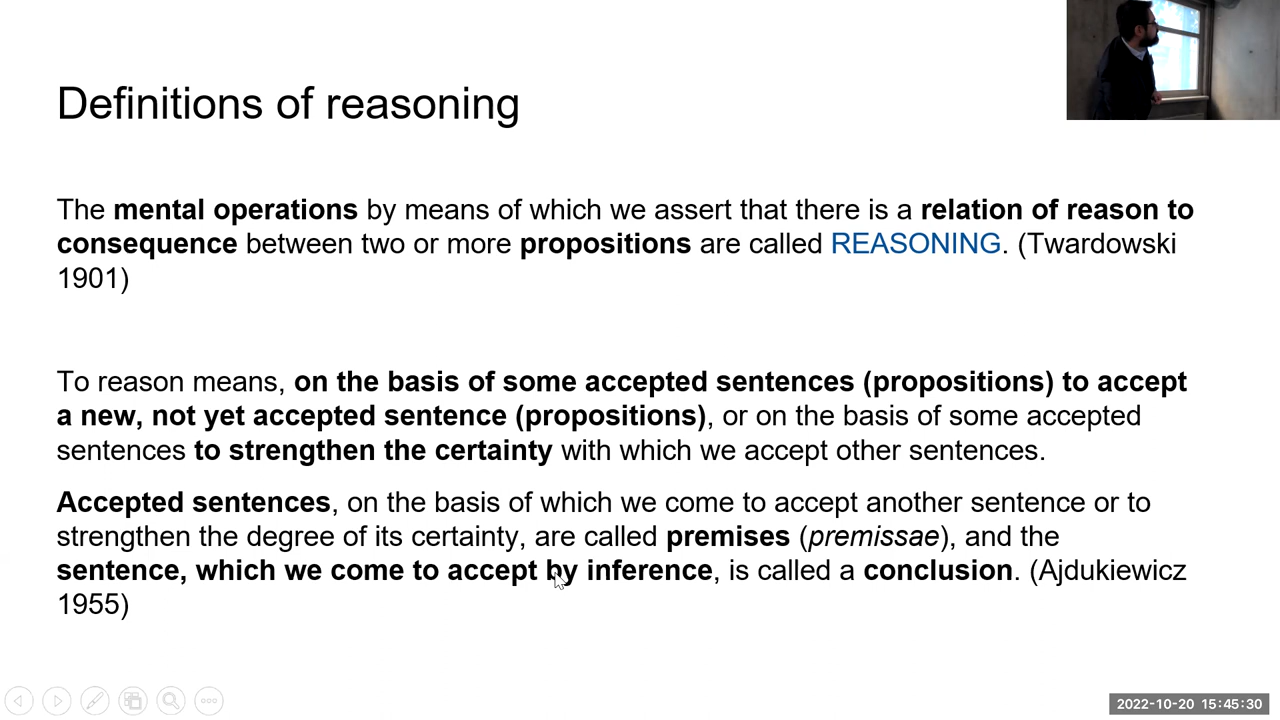 Definitions of reasoning
The mental operations by means of which we assert that there is a relation of reason to
consequence between two or more propositions are called REASONING. (Twardowski
1901)
To reason means, on the basis of some accepted sentences (propositions) to accept
a new, not yet accepted sentence (propositions), or on the basis of some accepted
sentences to strengthen the certainty with which we accept other sentences.
Accepted sentences, on the basis of which we come to accept another sentence or to
strengthen the degree of its certainty, are called premises (premissae), and the
sentence, which we come to accept by inference, is called a conclusion. (Ajdukiewicz
1955)
2022-10-20 15:45:30